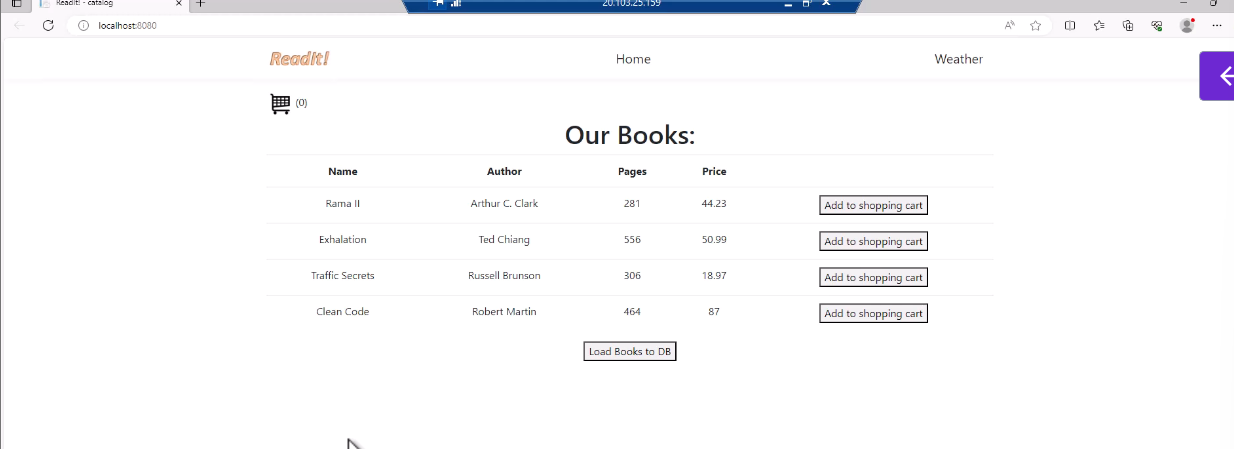 Readit! - catalog
20.103.25.159
localhost:8080
Readit!
Home
Weather
(0)
Our Books:
Name Author Pages Price
Rama II Arthur C. Clark 281 44.23 Add to shopping cart
Exhalation Ted Chiang 556 50.99 Add to shopping cart
Traffic Secrets Russell Brunson 306 18.97 Add to shopping cart
Clean Code Robert Martin 464 87 Add to shopping cart
Load Books to DB